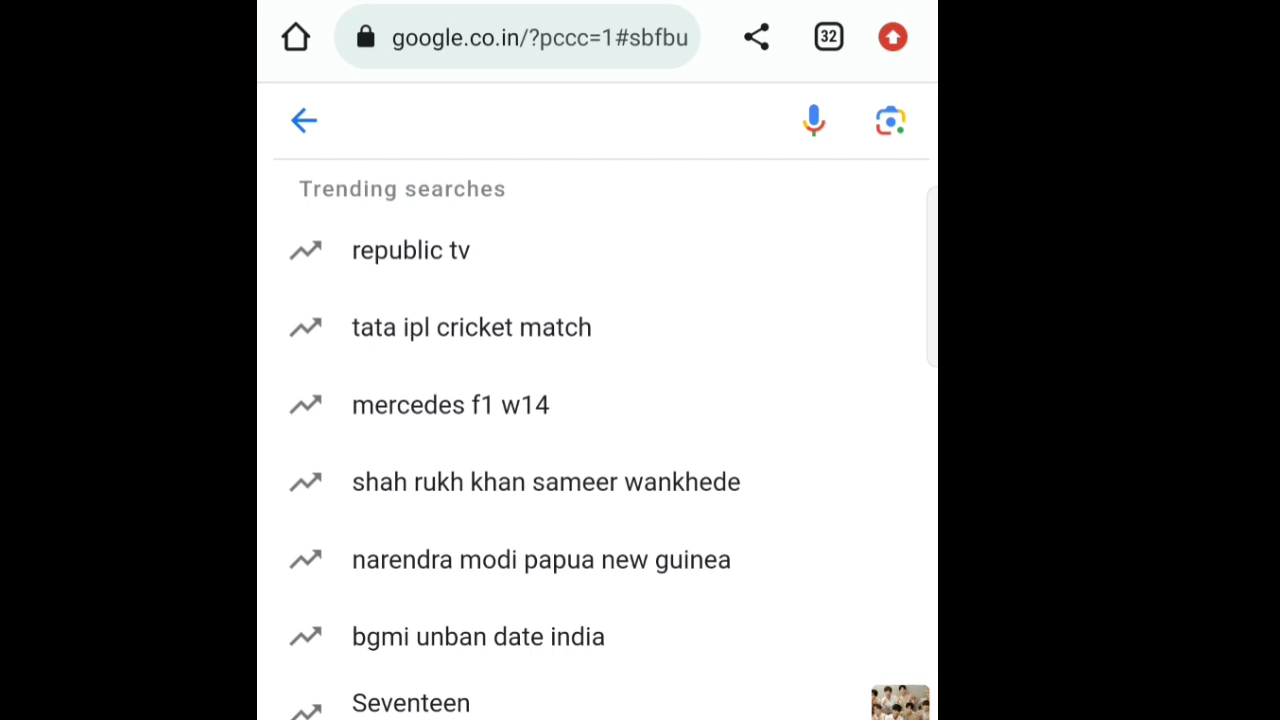 google.co.in/?pccc=1#sbfbu
32
Trending searches
republic tv
tata ipl cricket match
mercedes f1 w14
shah rukh khan sameer wankhede
narendra modi papua new guinea
bgmi unban date india
Seventeen